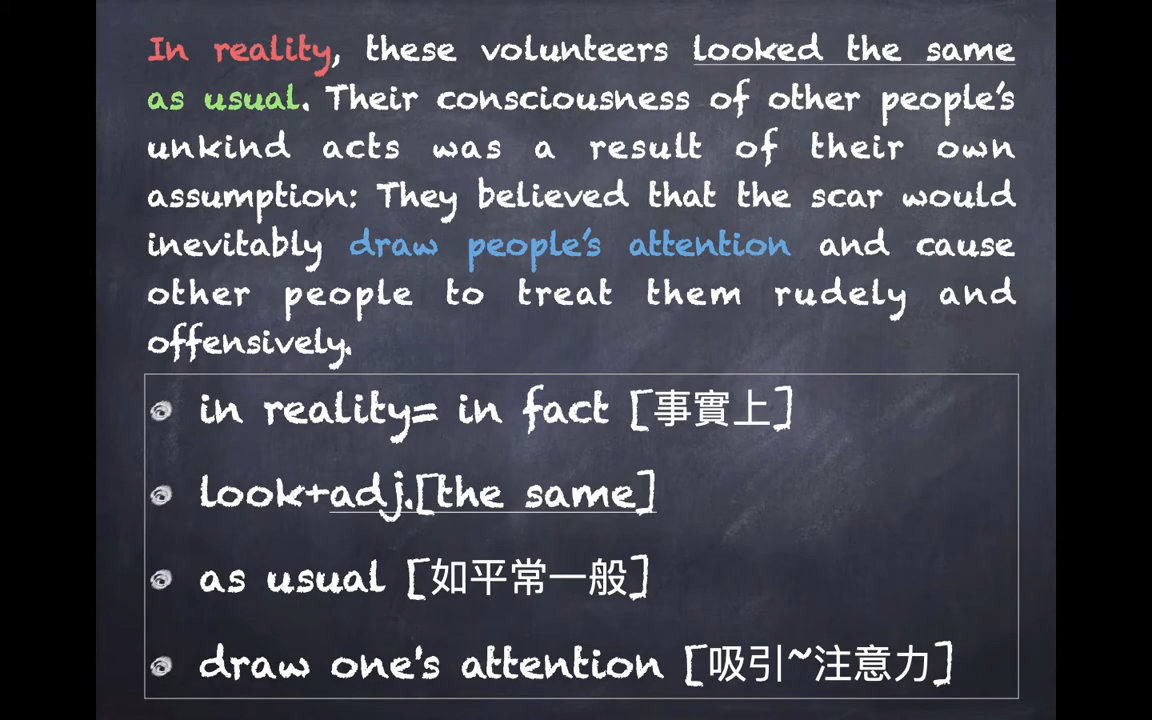 In reality, these volunteers looked the same
as usual. Their consciousness of other people's
unkind acts was a result of their own
assumption: They believed that the scar would
inevitably draw people's attention and cause
other people to treat them rudely and
offensively.
in reality= in fact [事實上]
look+adj.[the same]
as usual [如平常一般]
draw one's attention [吸引~注意力]